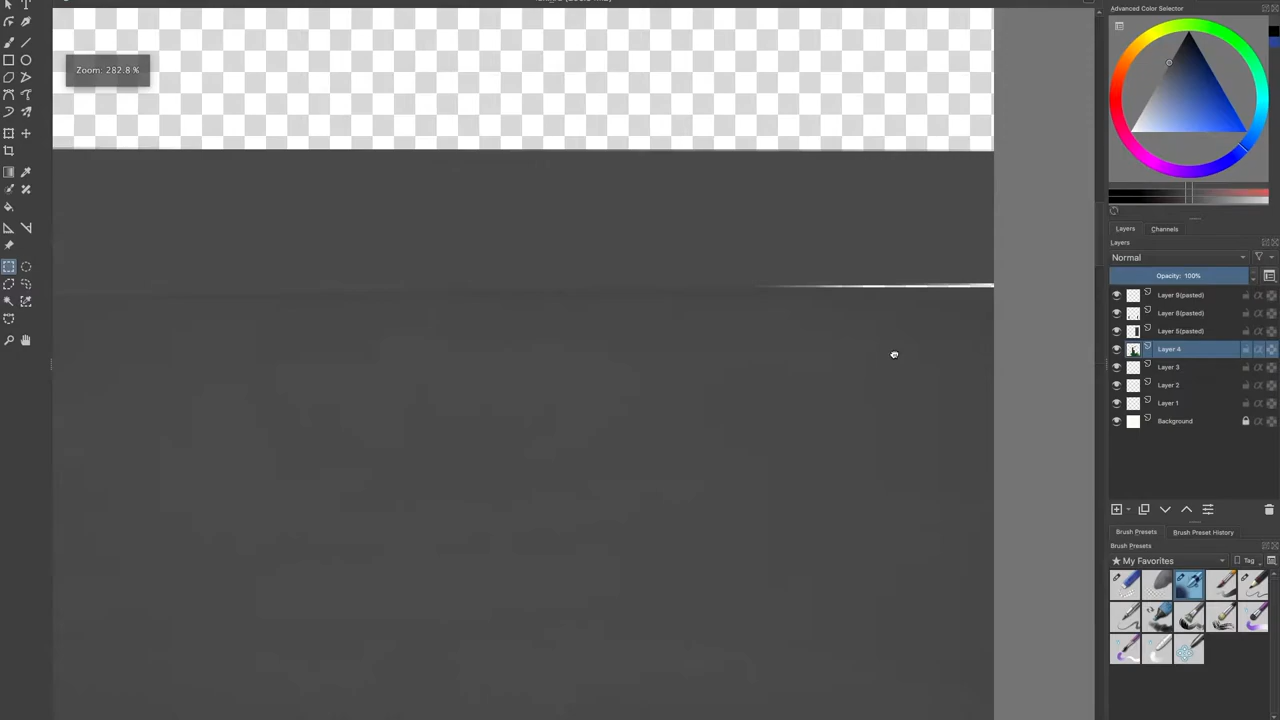 Advanced Color Selector
Zoom: 282.8 %
Layers
Channels
Layers
Normal
Opacity: 100%
Layer 9(pasted)
Layer 8(pasted)
Layer 5(pasted)
Layer 4
Layer 3
Layer 2
Layer 1
Background
Brush Presets
Brush Preset History
Brush Presets
★ My Favorites
Tag